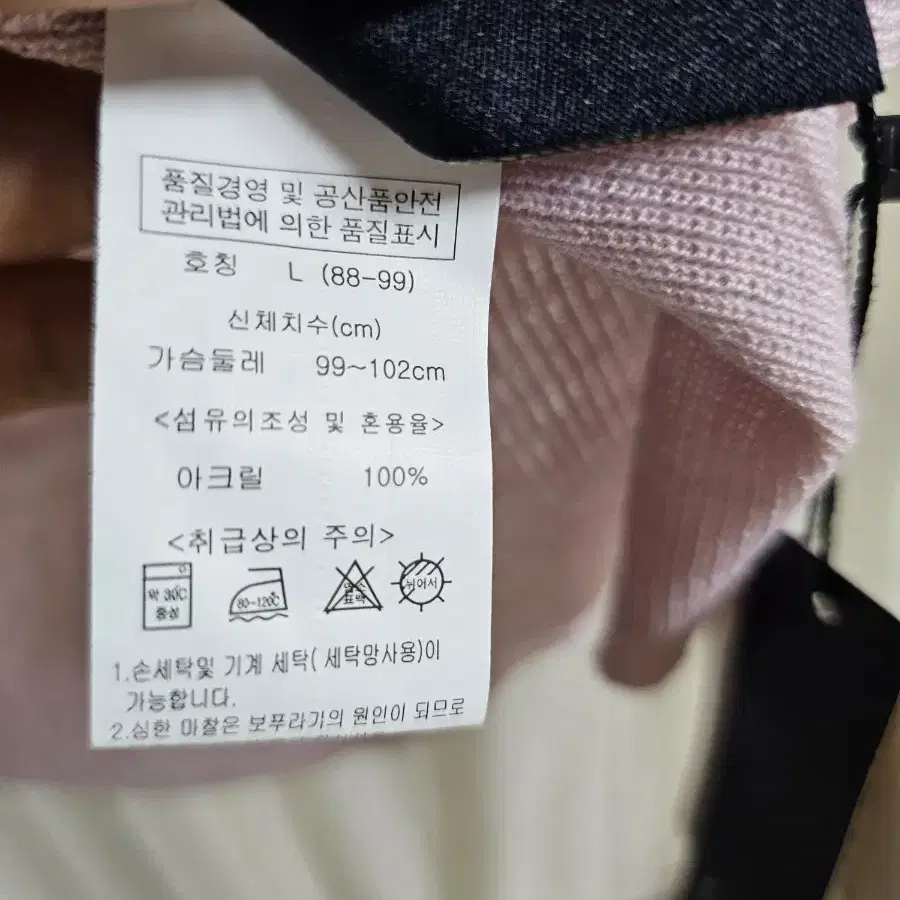 품질경영 및 공산품안전
관리법에 의한 품질표시
호칭 L (88-99)
신체치수(cm)
가슴둘레 99~102cm
<섬유의조성 및 혼용율>
아크릴 100%
<취급상의 주의>
약 30℃
중성
80~120℃
염소
표백
뉘어서
1.손세탁및 기계 세탁( 세탁망사용)이
가능합니다.
2.심한 마찰은 보푸라기의 원인이 되므로